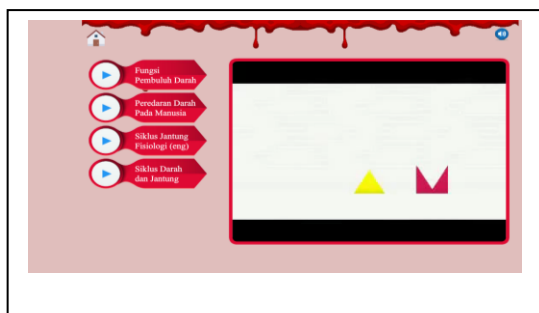 Fungsi
Pembuluh Darah
Peredaran Darah
Pada Manusia
Siklus Jantung
Fisiologi (eng)
Siklus Darah
dan Jantung